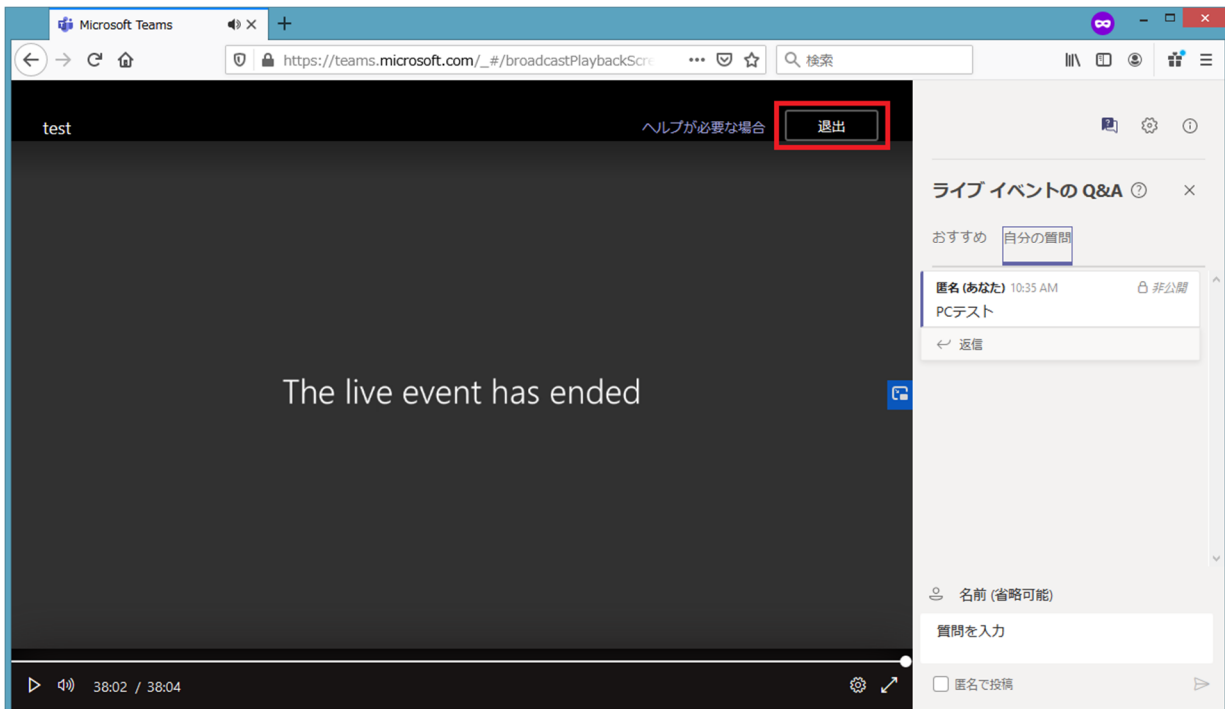 Microsoft Teams
https://teams.microsoft.com/_#/broadcastPlaybackScre
検索
test
ヘルプが必要な場合
退出
The live event has ended
38:02 / 38:04
ライブ イベントの Q&A
おすすめ
自分の質問
匿名 (あなた) 10:35 AM
非公開
PCテスト
返信
名前 (省略可能)
質問を入力
匿名で投稿